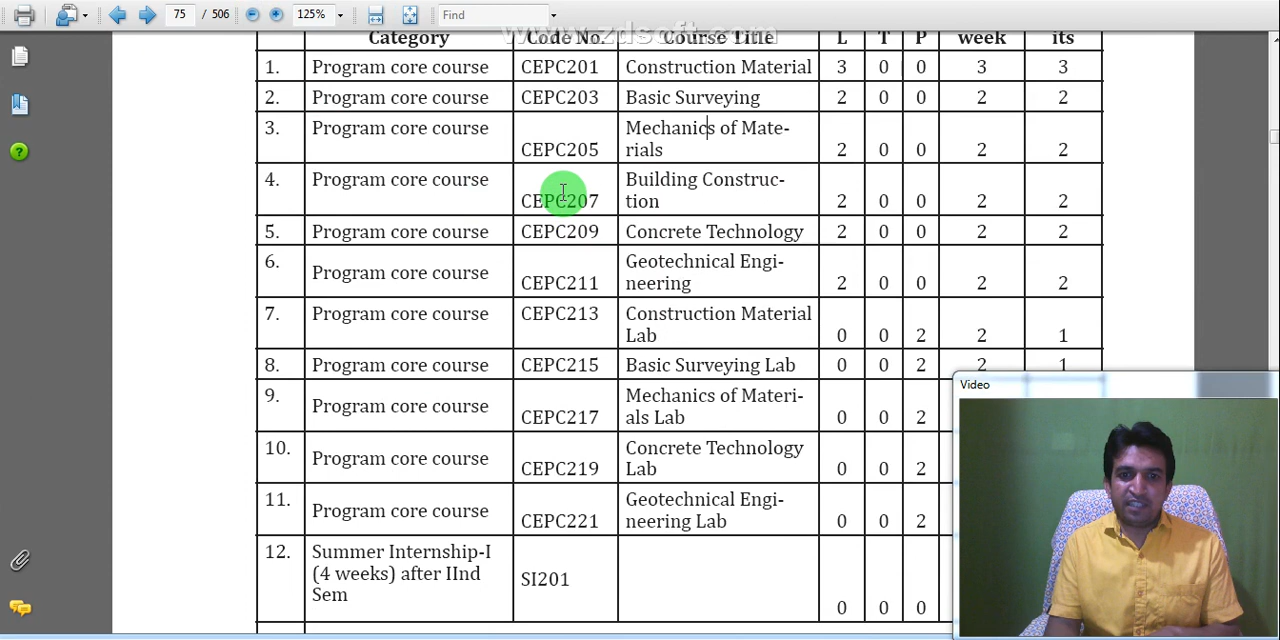 75 / 506 125% Find
www.zdsoft.com
Category Code No. Course Title L T P week its
1. Program core course CEPC201 Construction Material 3 0 0 3 3
2. Program core course CEPC203 Basic Surveying 2 0 0 2 2
3. Program core course CEPC205 Mechanics of Mate-
rials 2 0 0 2 2
4. Program core course CEPC207 Building Construc-
tion 2 0 0 2 2
5. Program core course CEPC209 Concrete Technology 2 0 0 2 2
6. Program core course CEPC211 Geotechnical Engi-
neering 2 0 0 2 2
7. Program core course CEPC213 Construction Material
Lab 0 0 2 2 1
8. Program core course CEPC215 Basic Surveying Lab 0 0 2 2 1
9. Program core course CEPC217 Mechanics of Materi-
als Lab 0 0 2
10. Program core course CEPC219 Concrete Technology
Lab 0 0 2
11. Program core course CEPC221 Geotechnical Engi-
neering Lab 0 0 2
12. Summer Internship-I
(4 weeks) after IInd
Sem SI201 0 0 0
Video